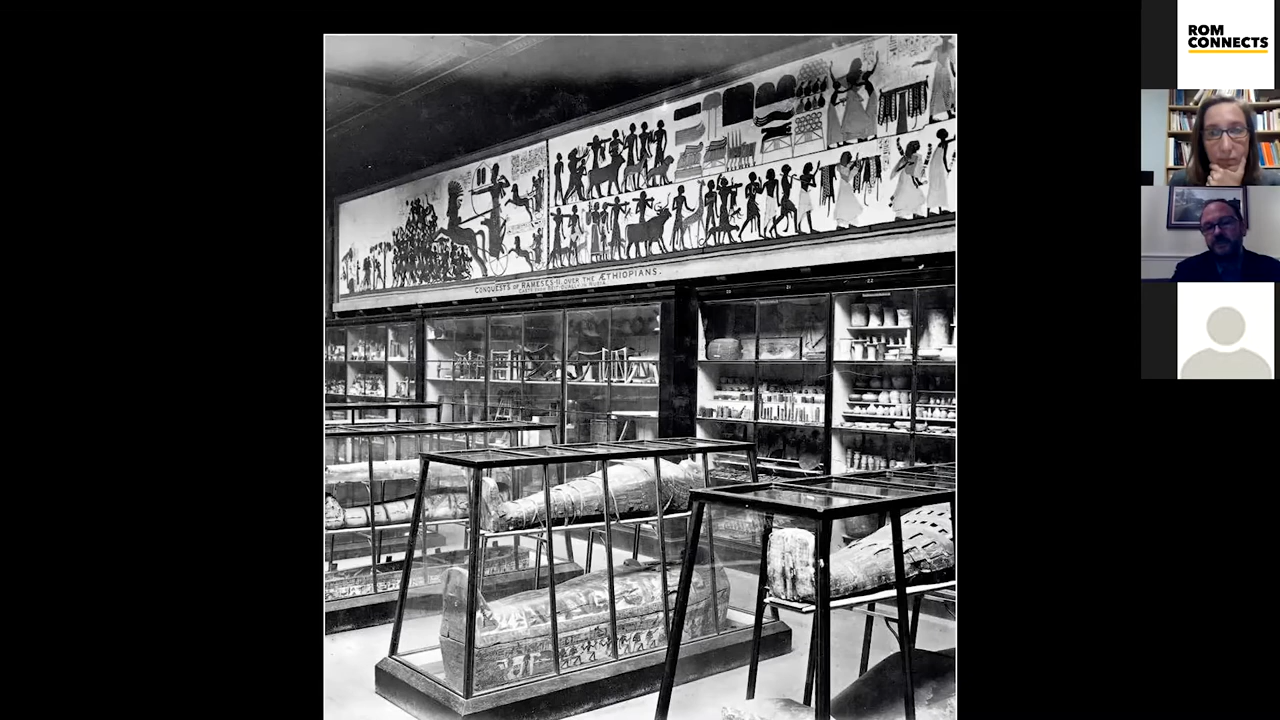 ROM
CONNECTS
CONQUESTS OF RAMESES II. OVER THE ÆTHIOPIANS.